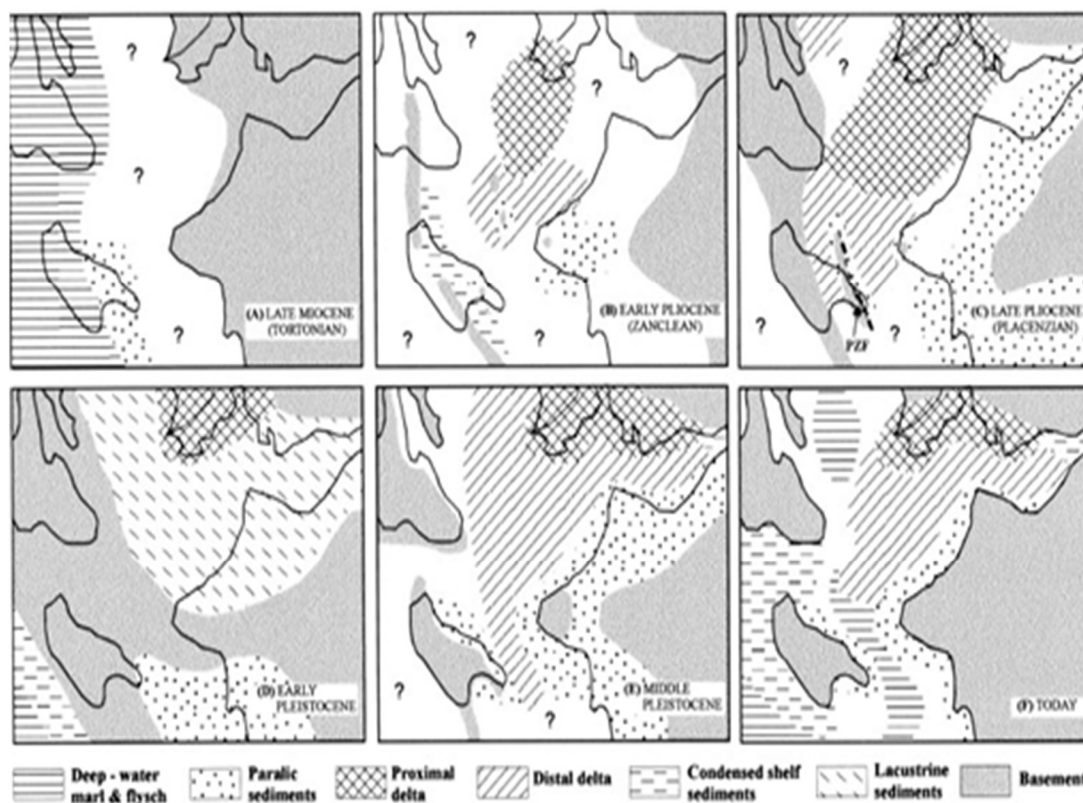 ?
?
?
(A) LATE MIOCENE
(TORTONIAN)
?
?
?
?
(B) EARLY PLIOCENE
(ZANCLEAN)
?
?
?
PZF
(C) LATE PLIOCENE
(PLACENZIAN)
(D) EARLY
PLEISTOCENE
?
?
(E) MIDDLE
PLEISTOCENE
(F) TODAY
Deep - water
marl & flysch
Paralic
sediments
Proximal
delta
Distal delta
Condensed shelf
sediments
Lacustrine
sediments
Basement